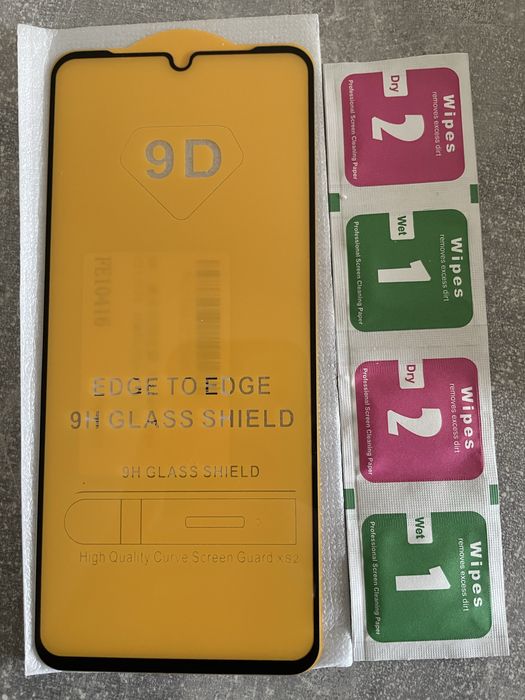 9D
EDGE TO EDGE
9H GLASS SHIELD
9H GLASS SHIELD
High Quality Curve Screen Guard xs2
Wipes
removes excess dirt
Dry
2
Professional Screen Cleaning Paper
Wipes
removes excess dirt
Wet
1
Professional Screen Cleaning Paper
Wipes
removes excess dirt
Dry
2
Professional Screen Cleaning Paper
Wipes
removes excess dirt
Wet
1
Professional Screen Cleaning Paper